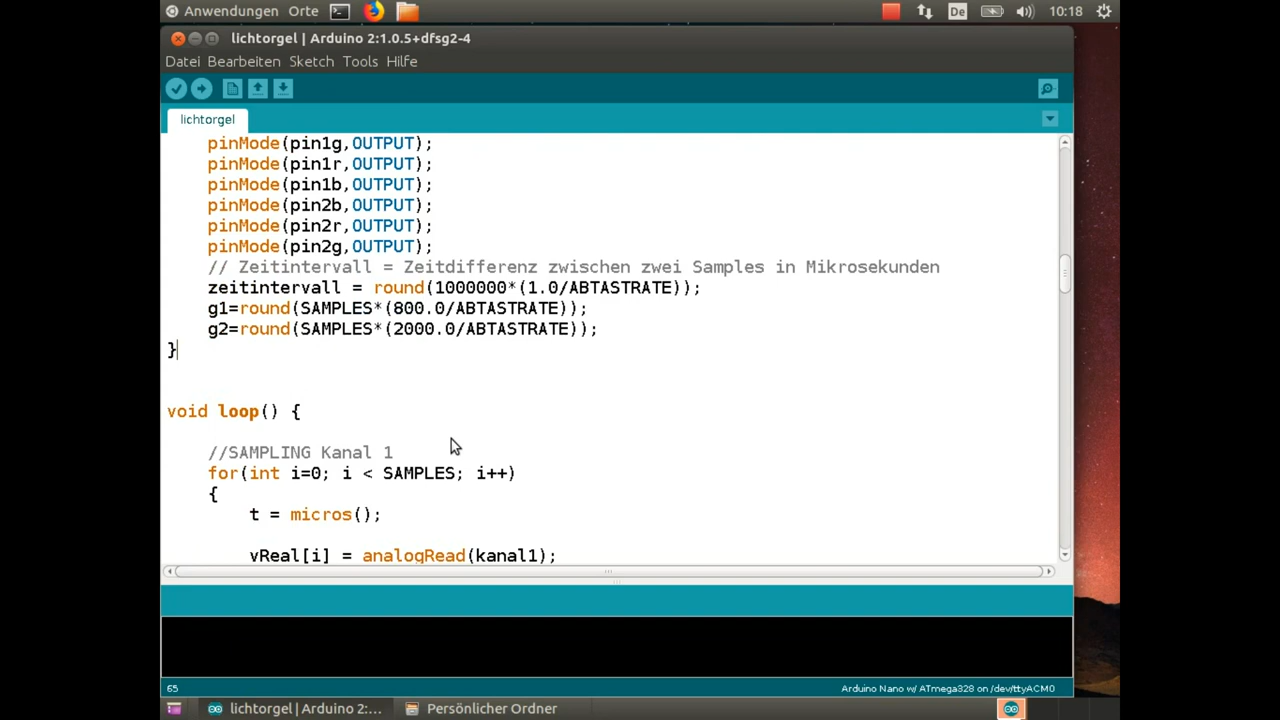 Anwendungen Orte De 10:18
lichtorgel | Arduino 2:1.0.5+dfsg2-4
Datei Bearbeiten Sketch Tools Hilfe
lichtorgel
pinMode(pin1g,OUTPUT);
pinMode(pin1r,OUTPUT);
pinMode(pin1b,OUTPUT);
pinMode(pin2b,OUTPUT);
pinMode(pin2r,OUTPUT);
pinMode(pin2g,OUTPUT);
// Zeitintervall = Zeitdifferenz zwischen zwei Samples in Mikrosekunden
zeitintervall = round(1000000*(1.0/ABTASTRATE));
g1=round(SAMPLES*(800.0/ABTASTRATE));
g2=round(SAMPLES*(2000.0/ABTASTRATE));
}
void loop() {
//SAMPLING Kanal 1
for(int i=0; i < SAMPLES; i++)
{
t = micros();
vReal[i] = analogRead(kanal1);
65 Arduino Nano w/ ATmega328 on /dev/ttyACM0
lichtorgel | Arduino 2:... Persönlicher Ordner